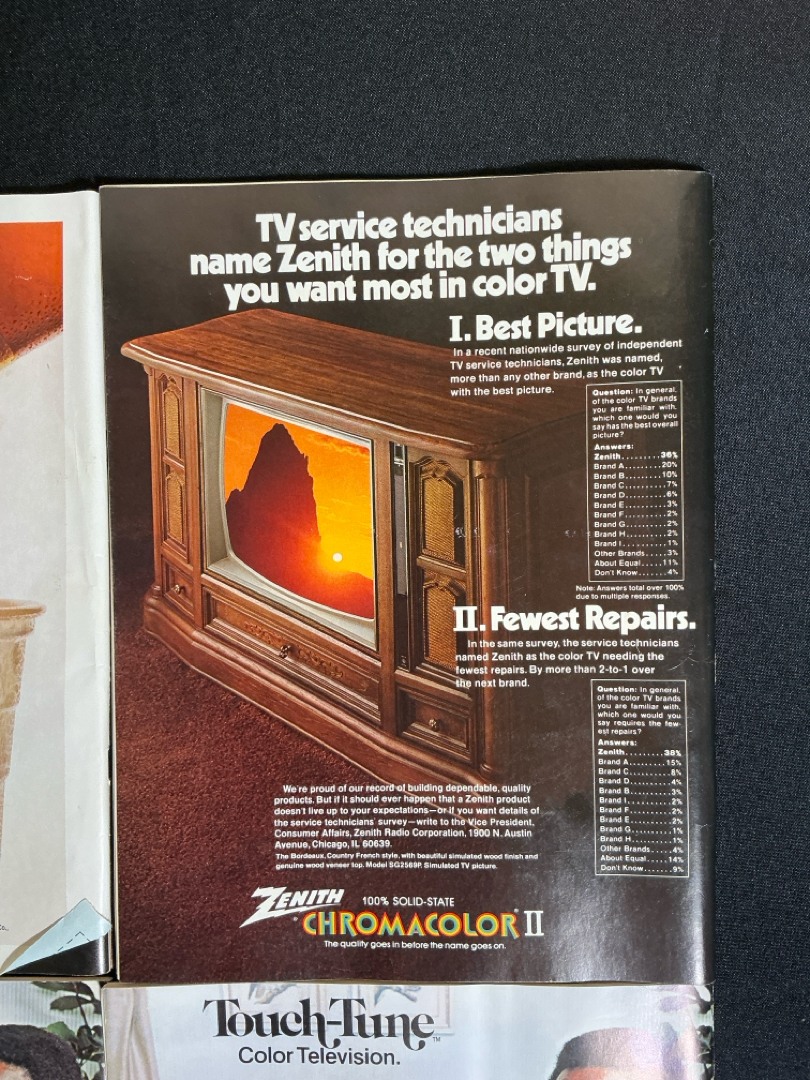 TV service technicians
name Zenith for the two things
you want most in color TV.
I. Best Picture.
In a recent nationwide survey of independent
TV service technicians, Zenith was named,
more than any other brand, as the color TV
with the best picture.
Question: In general,
of the color TV brands
you are familiar with,
which one would you
say has the best overall
picture?
Answers:
Zenith.........36%
Brand A.........20%
Brand B.........10%
Brand C..........7%
Brand D..........6%
Brand E..........3%
Brand F..........2%
Brand G..........2%
Brand H..........2%
Brand I..........1%
Other Brands....3%
About Equal....11%
Don't Know......4%
Note: Answers total over 100%
due to multiple responses.
II. Fewest Repairs.
In the same survey, the service technicians
named Zenith as the color TV needing the
fewest repairs. By more than 2-to-1 over
the next brand.
Question: In general,
of the color TV brands
you are familiar with,
which one would you
say requires the few-
est repairs?
Answers:
Zenith.........38%
Brand A.........15%
Brand C..........8%
Brand D..........4%
Brand B..........3%
Brand I..........2%
Brand F..........2%
Brand E..........2%
Brand G..........1%
Brand H..........1%
Other Brands....4%
About Equal....14%
Don't Know......9%
We're proud of our record of building dependable, quality
products. But if it should ever happen that a Zenith product
doesn't live up to your expectations—or if you want details of
the service technicians' survey—write to the Vice President,
Consumer Affairs, Zenith Radio Corporation, 1900 N. Austin
Avenue, Chicago, IL 60639.
The Bordeaux, Country French style, with beautiful simulated wood finish and
genuine wood veneer top. Model SG2569P. Simulated TV picture.
ZENITH 100% SOLID-STATE
CHROMACOLOR® II
The quality goes in before the name goes on.
Co.,
Touch-Tune™
Color Television.